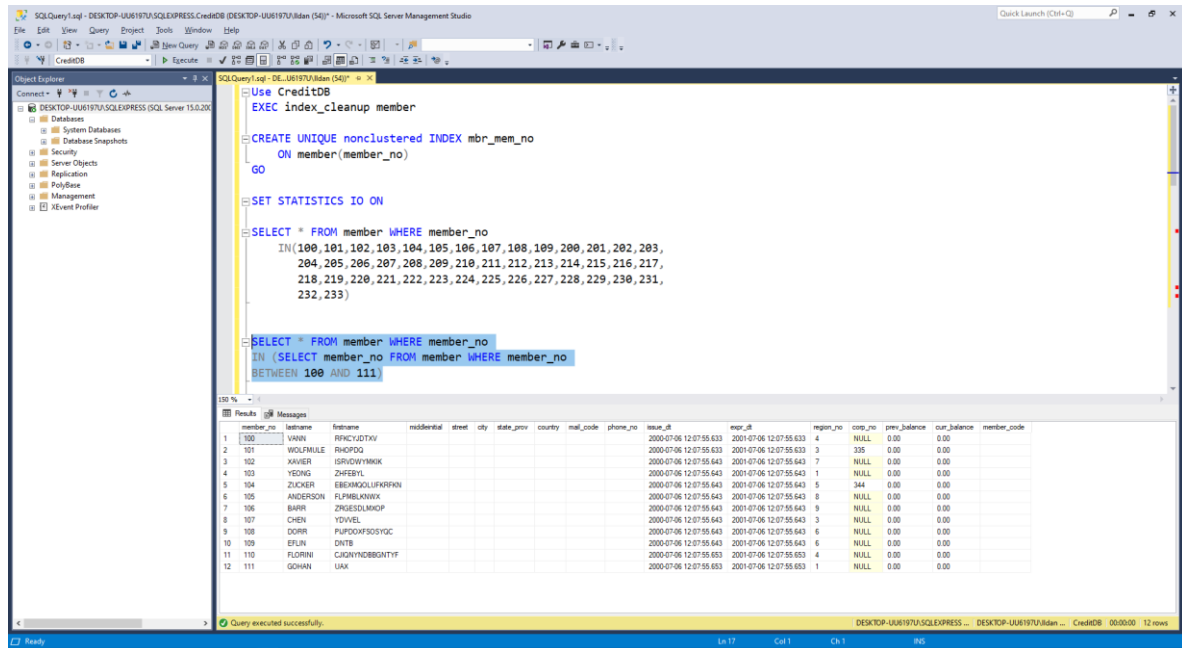 SQLQuery1.sql - DESKTOP-UU6197U\SQLEXPRESS.CreditDB (DESKTOP-UU6197U\Ildan (54))* - Microsoft SQL Server Management Studio
Quick Launch (Ctrl+Q)
File Edit View Query Project Tools Window Help
New Query
CreditDB Execute
Object Explorer
SQLQuery1.sql - DE...U6197U\Ildan (54))*
Connect
DESKTOP-UU6197U\SQLEXPRESS (SQL Server 15.0.200
Databases
System Databases
Database Snapshots
Security
Server Objects
Replication
PolyBase
Management
XEvent Profiler
Use CreditDB
EXEC index_cleanup member
CREATE UNIQUE nonclustered INDEX mbr_mem_no
ON member(member_no)
GO
SET STATISTICS IO ON
SELECT * FROM member WHERE member_no
IN(100,101,102,103,104,105,106,107,108,109,200,201,202,203,
204,205,206,207,208,209,210,211,212,213,214,215,216,217,
218,219,220,221,222,223,224,225,226,227,228,229,230,231,
232,233)
SELECT * FROM member WHERE member_no
IN (SELECT member_no FROM member WHERE member_no
BETWEEN 100 AND 111)
150 %
Results Messages
member_no lastname firstname middleinitial street city state_prov country mail_code phone_no issue_dt expr_dt region_no corp_no prev_balance curr_balance member_code
1 100 VANN RFKCYJDTXV 2000-07-06 12:07:55.633 2001-07-06 12:07:55.633 4 NULL 0.00 0.00
2 101 WOLFMULE RHOPDQ 2000-07-06 12:07:55.633 2001-07-06 12:07:55.633 3 335 0.00 0.00
3 102 XAVIER ISRVDWYMKIK 2000-07-06 12:07:55.643 2001-07-06 12:07:55.643 7 NULL 0.00 0.00
4 103 YEONG ZHFEBYL 2000-07-06 12:07:55.643 2001-07-06 12:07:55.643 1 NULL 0.00 0.00
5 104 ZUCKER EBEXMQOLUFKRFKN 2000-07-06 12:07:55.643 2001-07-06 12:07:55.643 5 344 0.00 0.00
6 105 ANDERSON FLPMBLKNWX 2000-07-06 12:07:55.643 2001-07-06 12:07:55.643 8 NULL 0.00 0.00
7 106 BARR ZRGESDLMXOP 2000-07-06 12:07:55.643 2001-07-06 12:07:55.643 9 NULL 0.00 0.00
8 107 CHEN YDVVEL 2000-07-06 12:07:55.643 2001-07-06 12:07:55.643 3 NULL 0.00 0.00
9 108 DORR PUPDOXFSOSYQC 2000-07-06 12:07:55.643 2001-07-06 12:07:55.643 6 NULL 0.00 0.00
10 109 EFLIN DNTB 2000-07-06 12:07:55.643 2001-07-06 12:07:55.643 6 NULL 0.00 0.00
11 110 FLORINI CJIQNYNDBBGNTYF 2000-07-06 12:07:55.653 2001-07-06 12:07:55.653 4 NULL 0.00 0.00
12 111 GOHAN UAX 2000-07-06 12:07:55.653 2001-07-06 12:07:55.653 1 NULL 0.00 0.00
Query executed successfully. DESKTOP-UU6197U\SQLEXPRESS ... DESKTOP-UU6197U\Ildan ... CreditDB 00:00:00 12 rows
Ready Ln 17 Col 1 Ch 1 INS